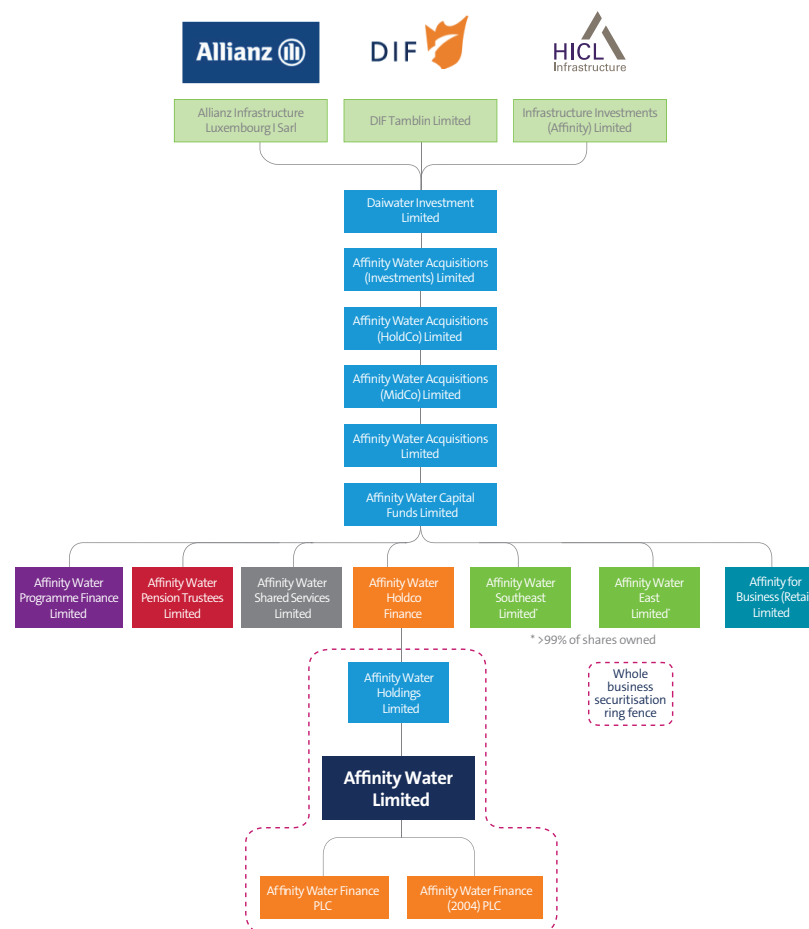 Allianz
DIF
HICL
Infrastructure
Allianz Infrastructure
Luxembourg I Sarl
DIF Tamblin Limited
Infrastructure Investments
(Affinity) Limited
Daiwater Investment
Limited
Affinity Water Acquisitions
(Investments) Limited
Affinity Water Acquisitions
(HoldCo) Limited
Affinity Water Acquisitions
(MidCo) Limited
Affinity Water Acquisitions
Limited
Affinity Water Capital
Funds Limited
Affinity Water
Programme Finance
Limited
Affinity Water
Pension Trustees
Limited
Affinity Water
Shared Services
Limited
Affinity Water
Holdco
Finance
Affinity Water
Southeast
Limited*
Affinity Water
East
Limited*
Affinity for
Business (Retai
Limited
* >99% of shares owned
Affinity Water
Holdings
Limited
Whole
business
securitisation
ring fence
Affinity Water
Limited
Affinity Water Finance
PLC
Affinity Water Finance
(2004) PLC